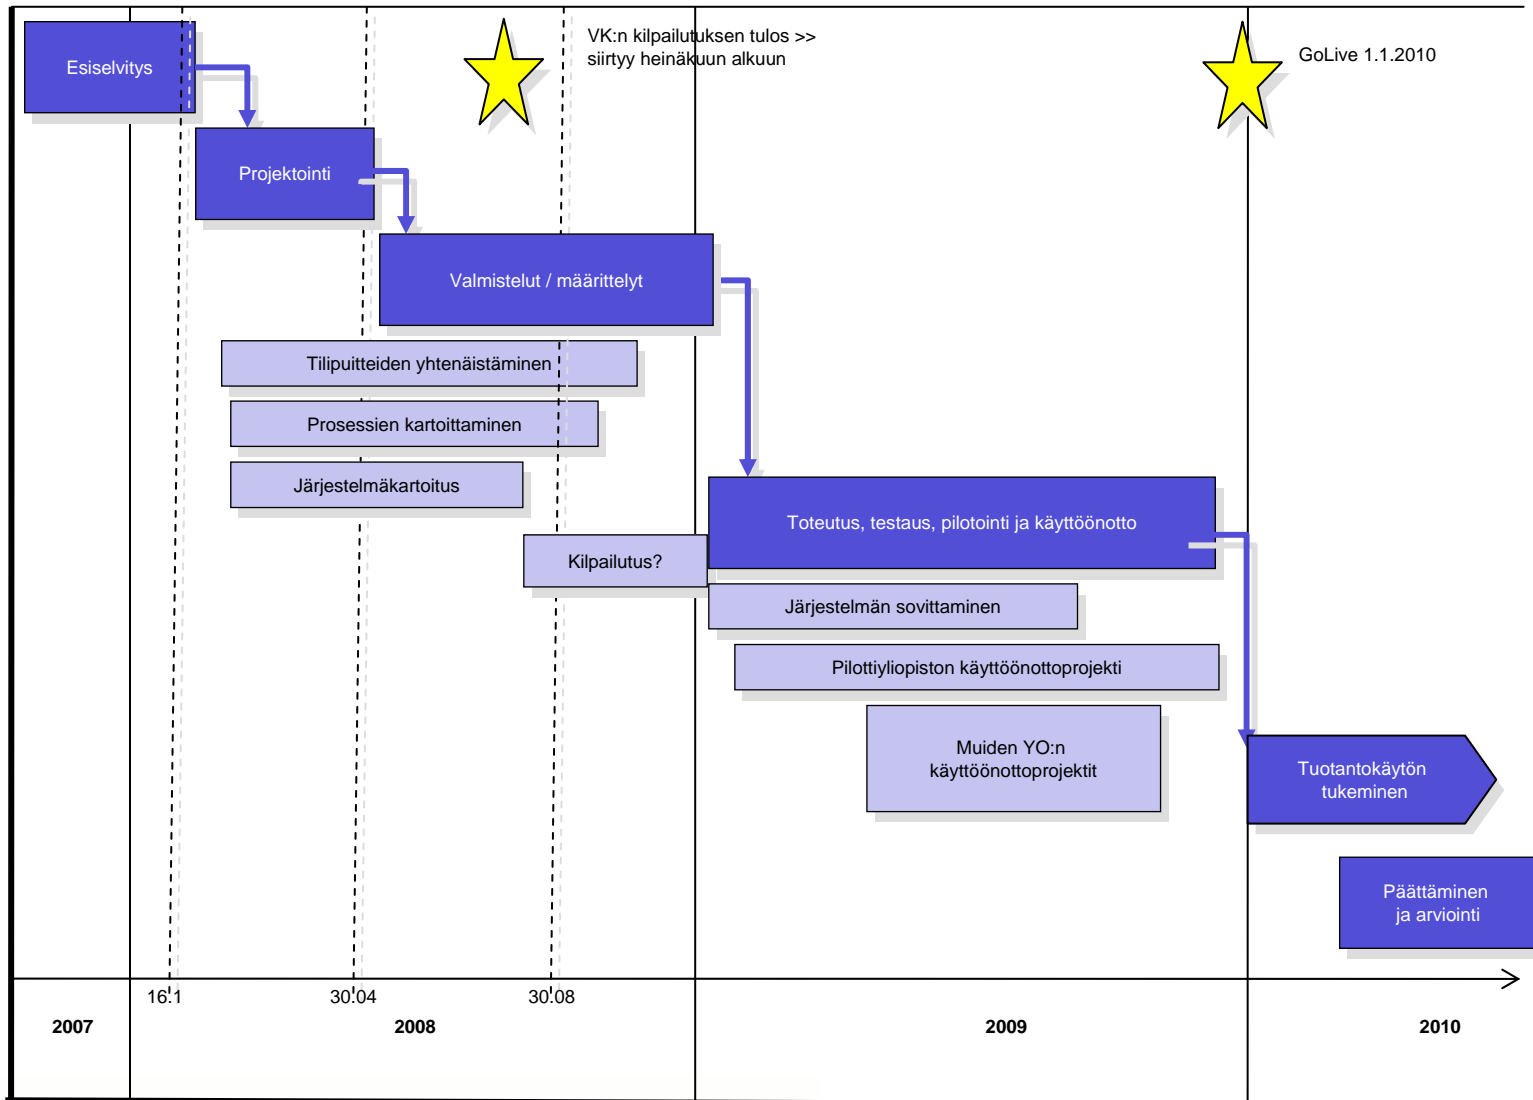 VK:n kilpailutuksen tulos >>
siirtyy heinäkuun alkuun
GoLive 1.1.2010
Esiselvitys
Projektointi
Valmistelut / määrittelyt
Tilipuitteiden yhtenäistäminen
Prosessien kartoittaminen
Järjestelmäkartoitus
Toteutus, testaus, pilotointi ja käyttöönotto
Kilpailutus?
Järjestelmän sovittaminen
Pilottiyliopiston käyttöönottoprojekti
Muiden YO:n
käyttöönottoprojektit
Tuotantokäytön
tukeminen
Päättäminen
ja arviointi
16.1
30.04
30.08
2007
2008
2009
2010